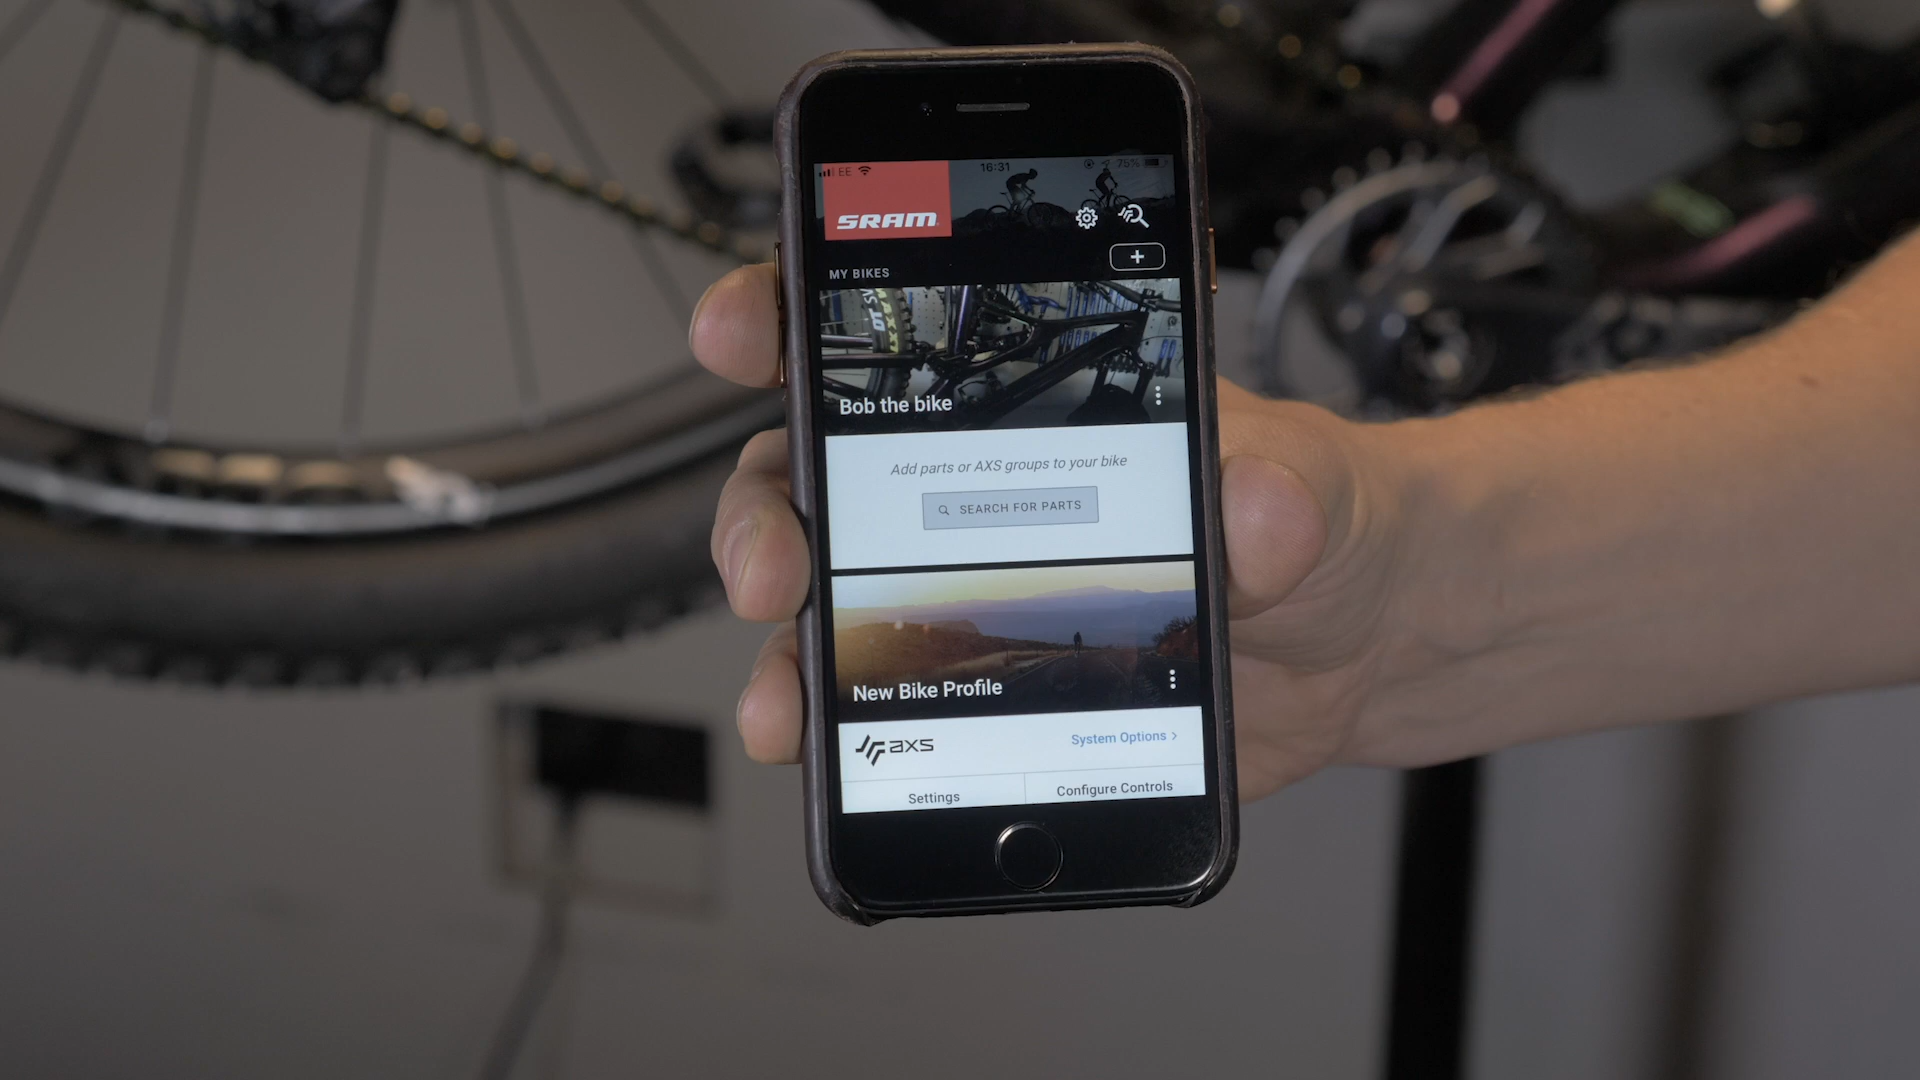 EE 16:31 75%
SRAM
MY BIKES
+
DT
Bob the bike
Add parts or AXS groups to your bike
SEARCH FOR PARTS
New Bike Profile
axs System Options >
Settings Configure Controls